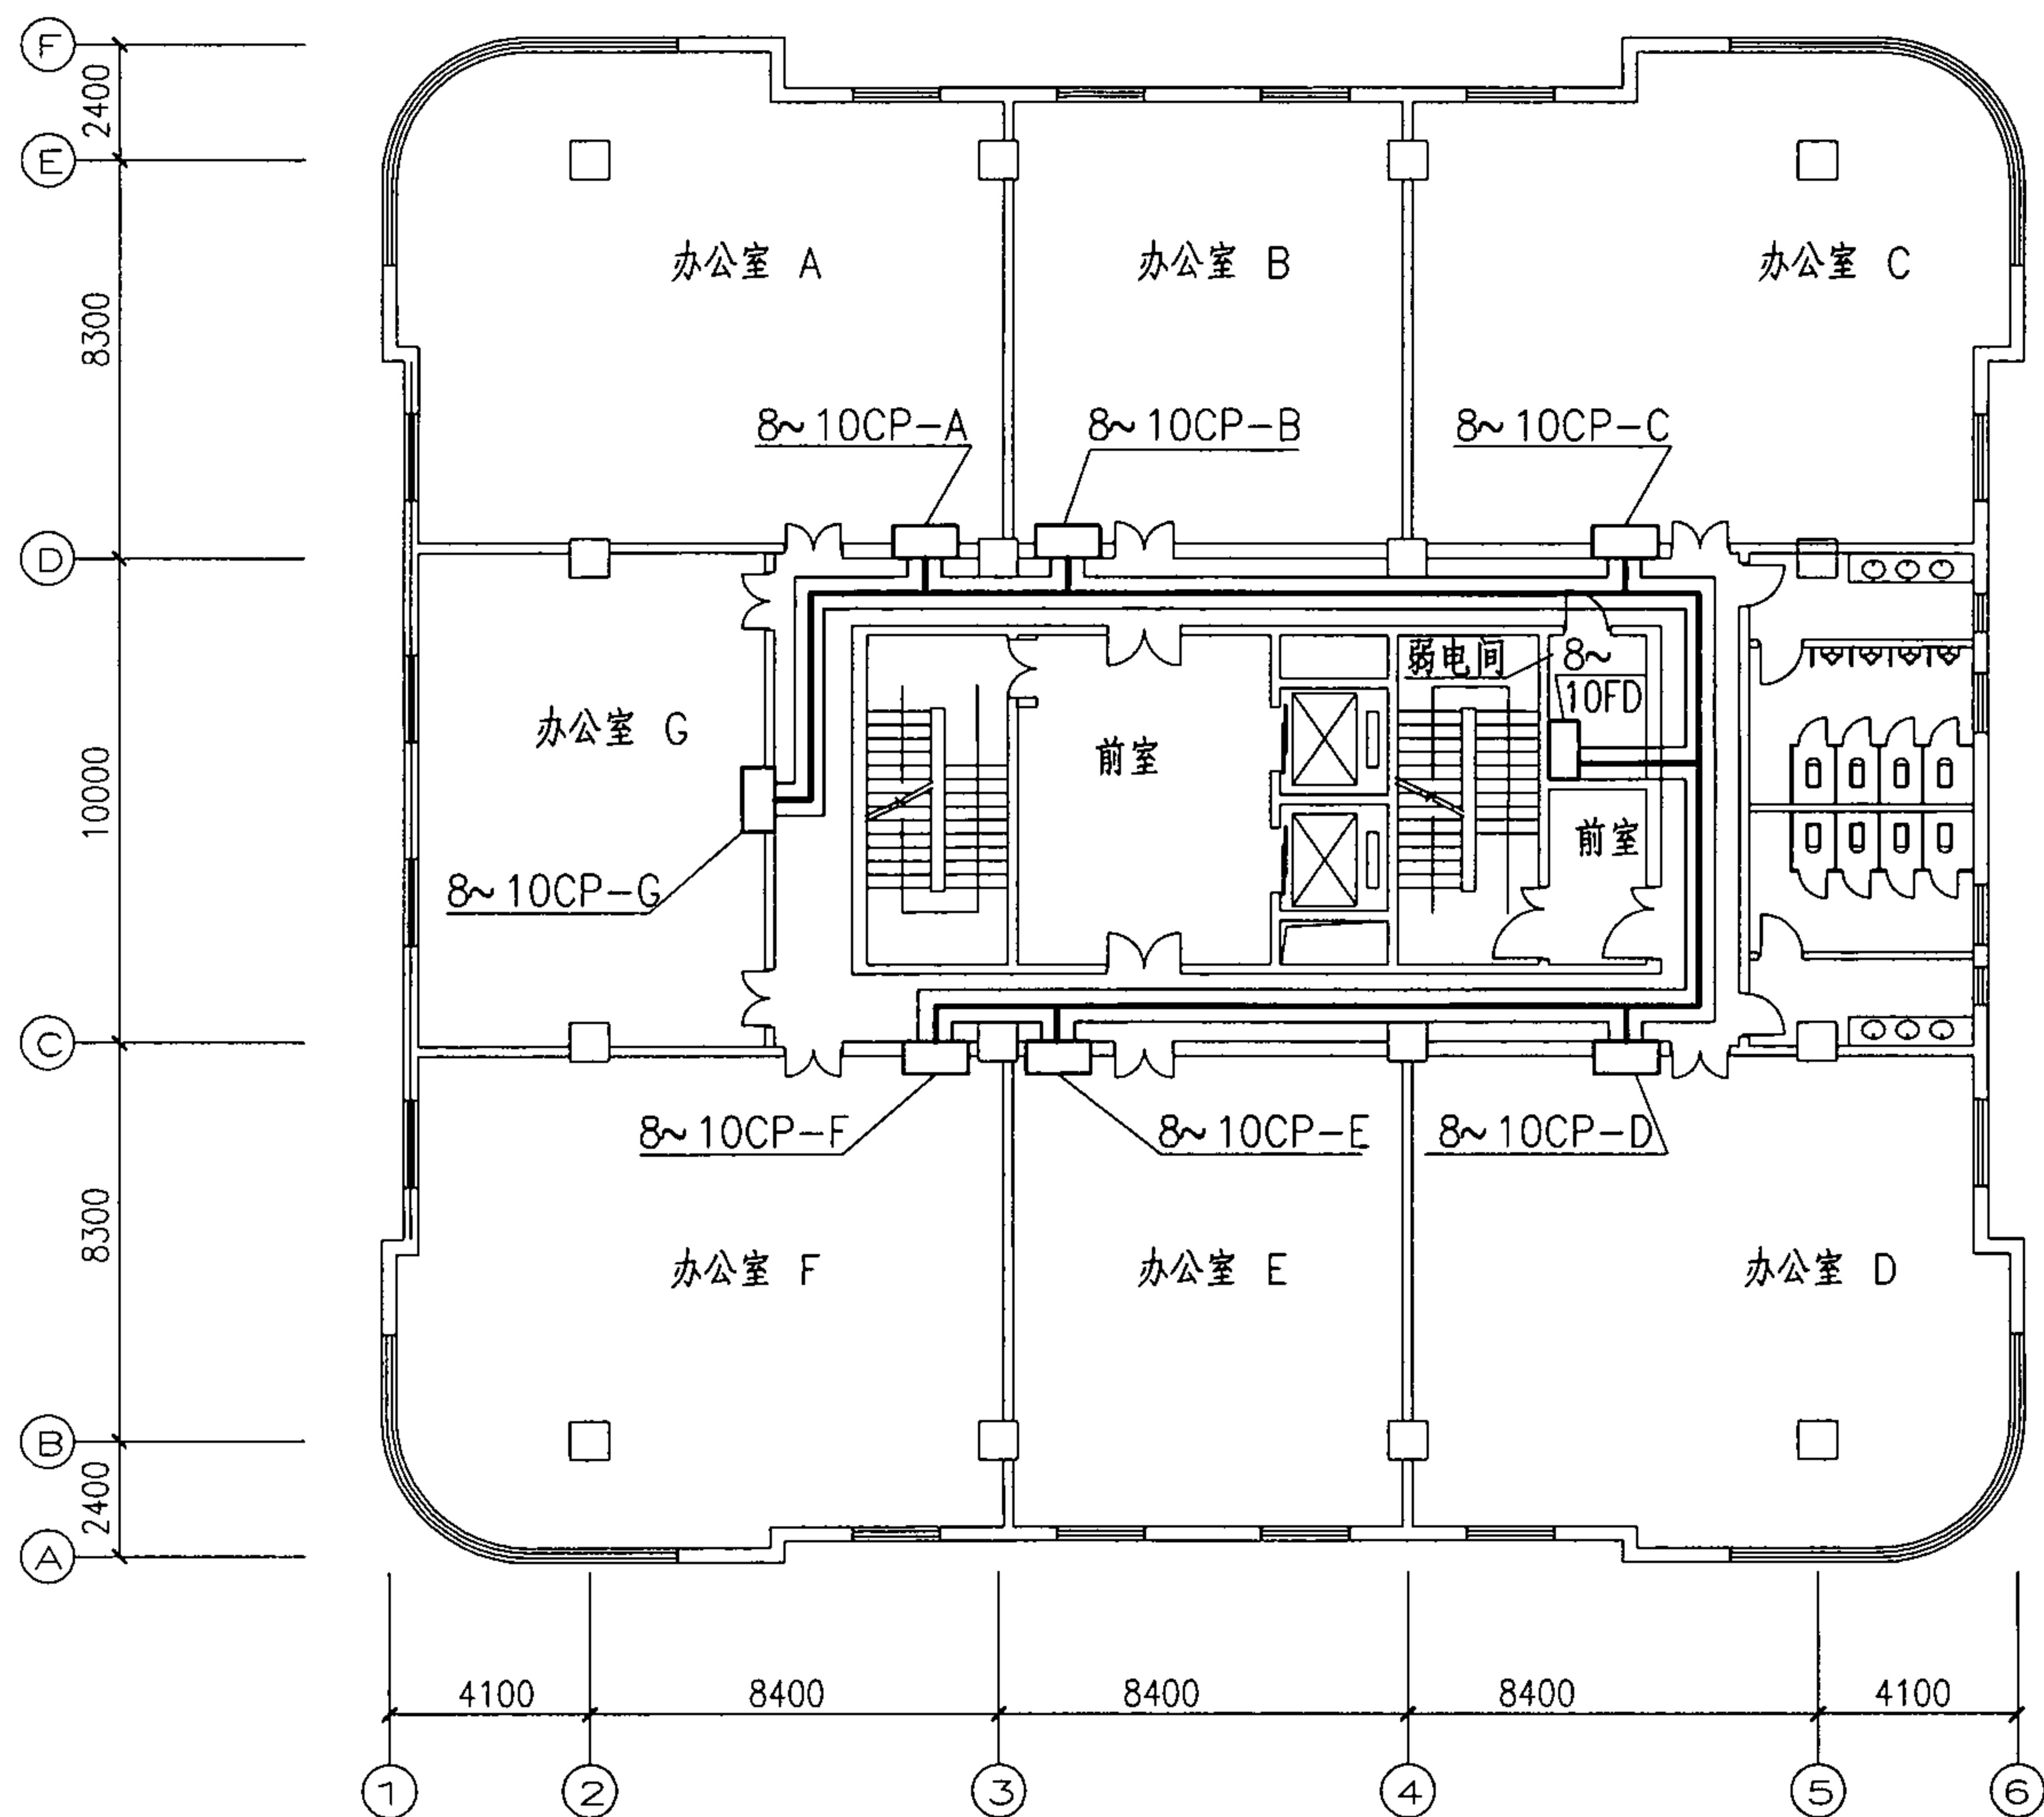 F
2400
E
办公室 A
办公室 B
办公室 C
8300
8~10CP-A
8~10CP-B
8~10CP-C
D
弱电间
8~
10FD
办公室 G
前室
10000
前室
8~10CP-G
C
8~10CP-F
8~10CP-E
8~10CP-D
8300
办公室 F
办公室 E
办公室 D
B
2400
A
4100
8400
8400
8400
4100
1
2
3
4
5
6